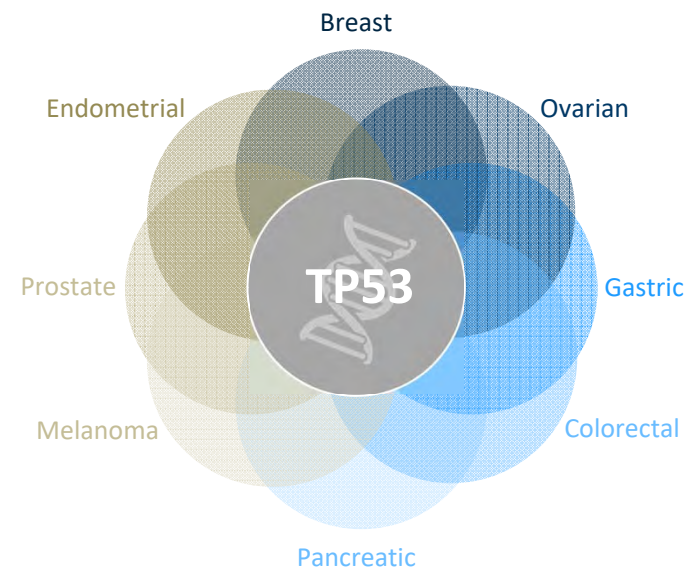 Breast
Endometrial
Ovarian
TP53
Prostate
Gastric
Melanoma
Colorectal
Pancreatic